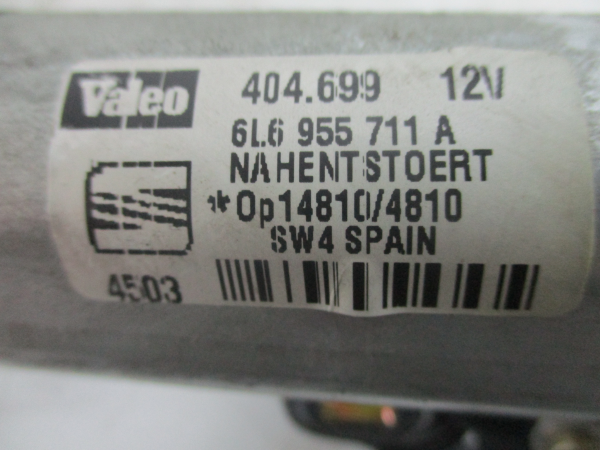 Valeo 404.699 12V
6L6 955 711 A
NAHENTSTOERT
*Op14810/4810
SW4 SPAIN
4503